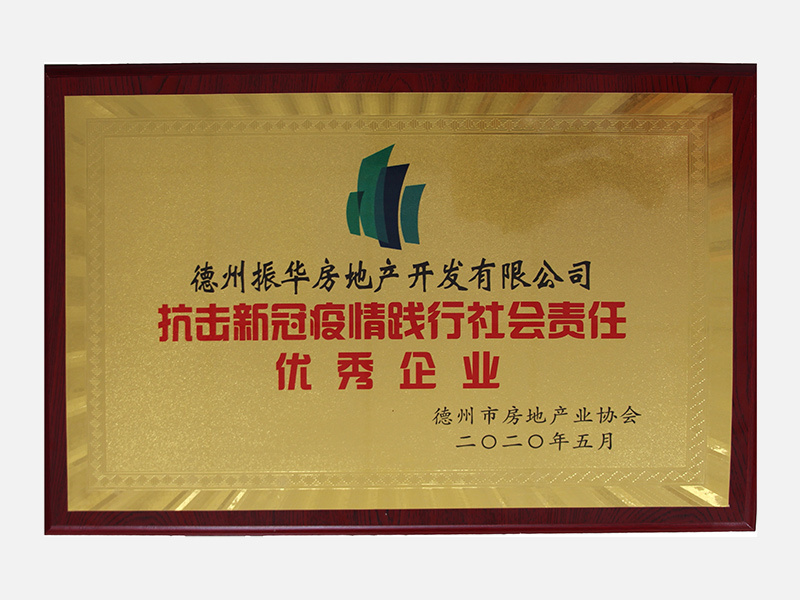 德州振华房地产开发有限公司
抗击新冠疫情践行社会责任
优秀企业
德州市房地产业协会
二〇二〇年五月